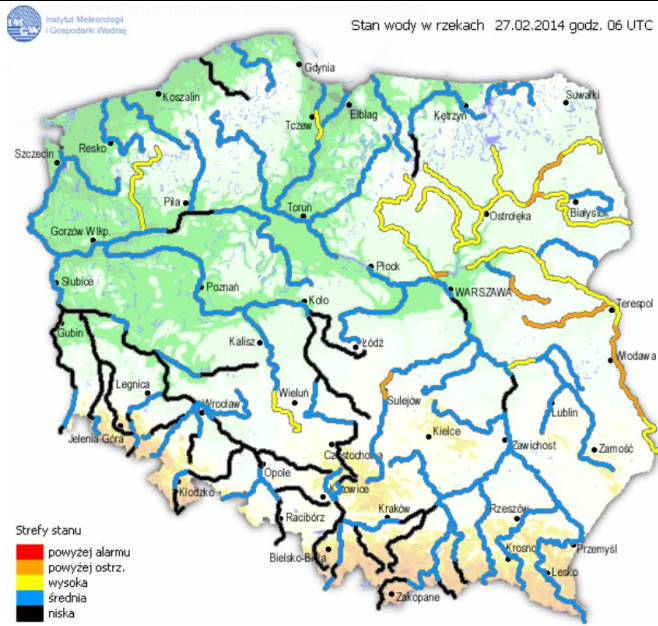 IMGW
Instytut Meteorologii
i Gospodarki Wodnej
Stan wody w rzekach 27.02.2014 godz. 06 UTC
Gdynia
Koszalin
Suwałki
Elbląg
Kętrzyn
Tczew
Resko
Szczecin
Piła
Toruń
Ostrołęka
Białystok
Gorzów Wlkp.
Płock
Słubice
Poznań
WARSZAWA
Koło
Terespol
Gubin
Kalisz
Łódź
Włodawa
Legnica
Wieluń
Sulejów
Wrocław
Lublin
Jelenia Góra
Kielce
Zawichost
Zamość
Częstochowa
Opole
Kłodzko
Katowice
Racibórz
Kraków
Rzeszów
Strefy stanu
Bielsko-Biała
Krosno
Przemyśl
powyżej alarmu
powyżej ostrz.
Lesko
wysoka
średnia
Zakopane
niska